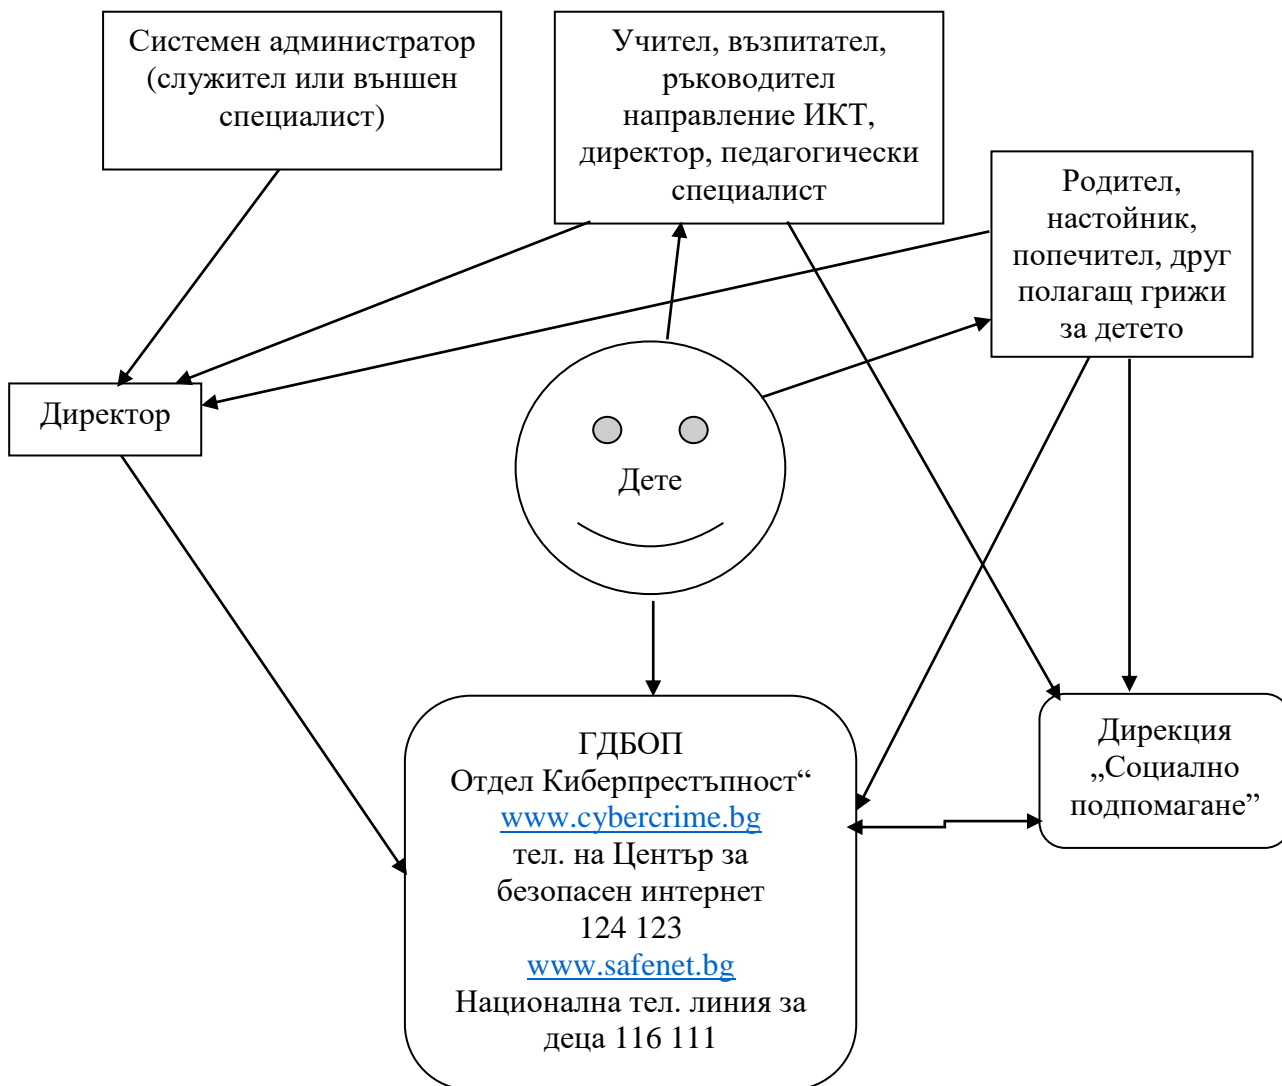 Системен администратор
(служител или външен
специалист)
Учител, възпитател,
ръководител
направление ИКТ,
директор, педагогически
специалист
Родител,
настойник,
попечител, друг
полагащ грижи
за детето
Директор
Дете
ГДБОП
Отдел Киберпрестъпност“
www.cybercrime.bg
тел. на Център за
безопасен интернет
124 123
www.safenet.bg
Национална тел. линия за
деца 116 111
Дирекция
„Социално
подпомагане”